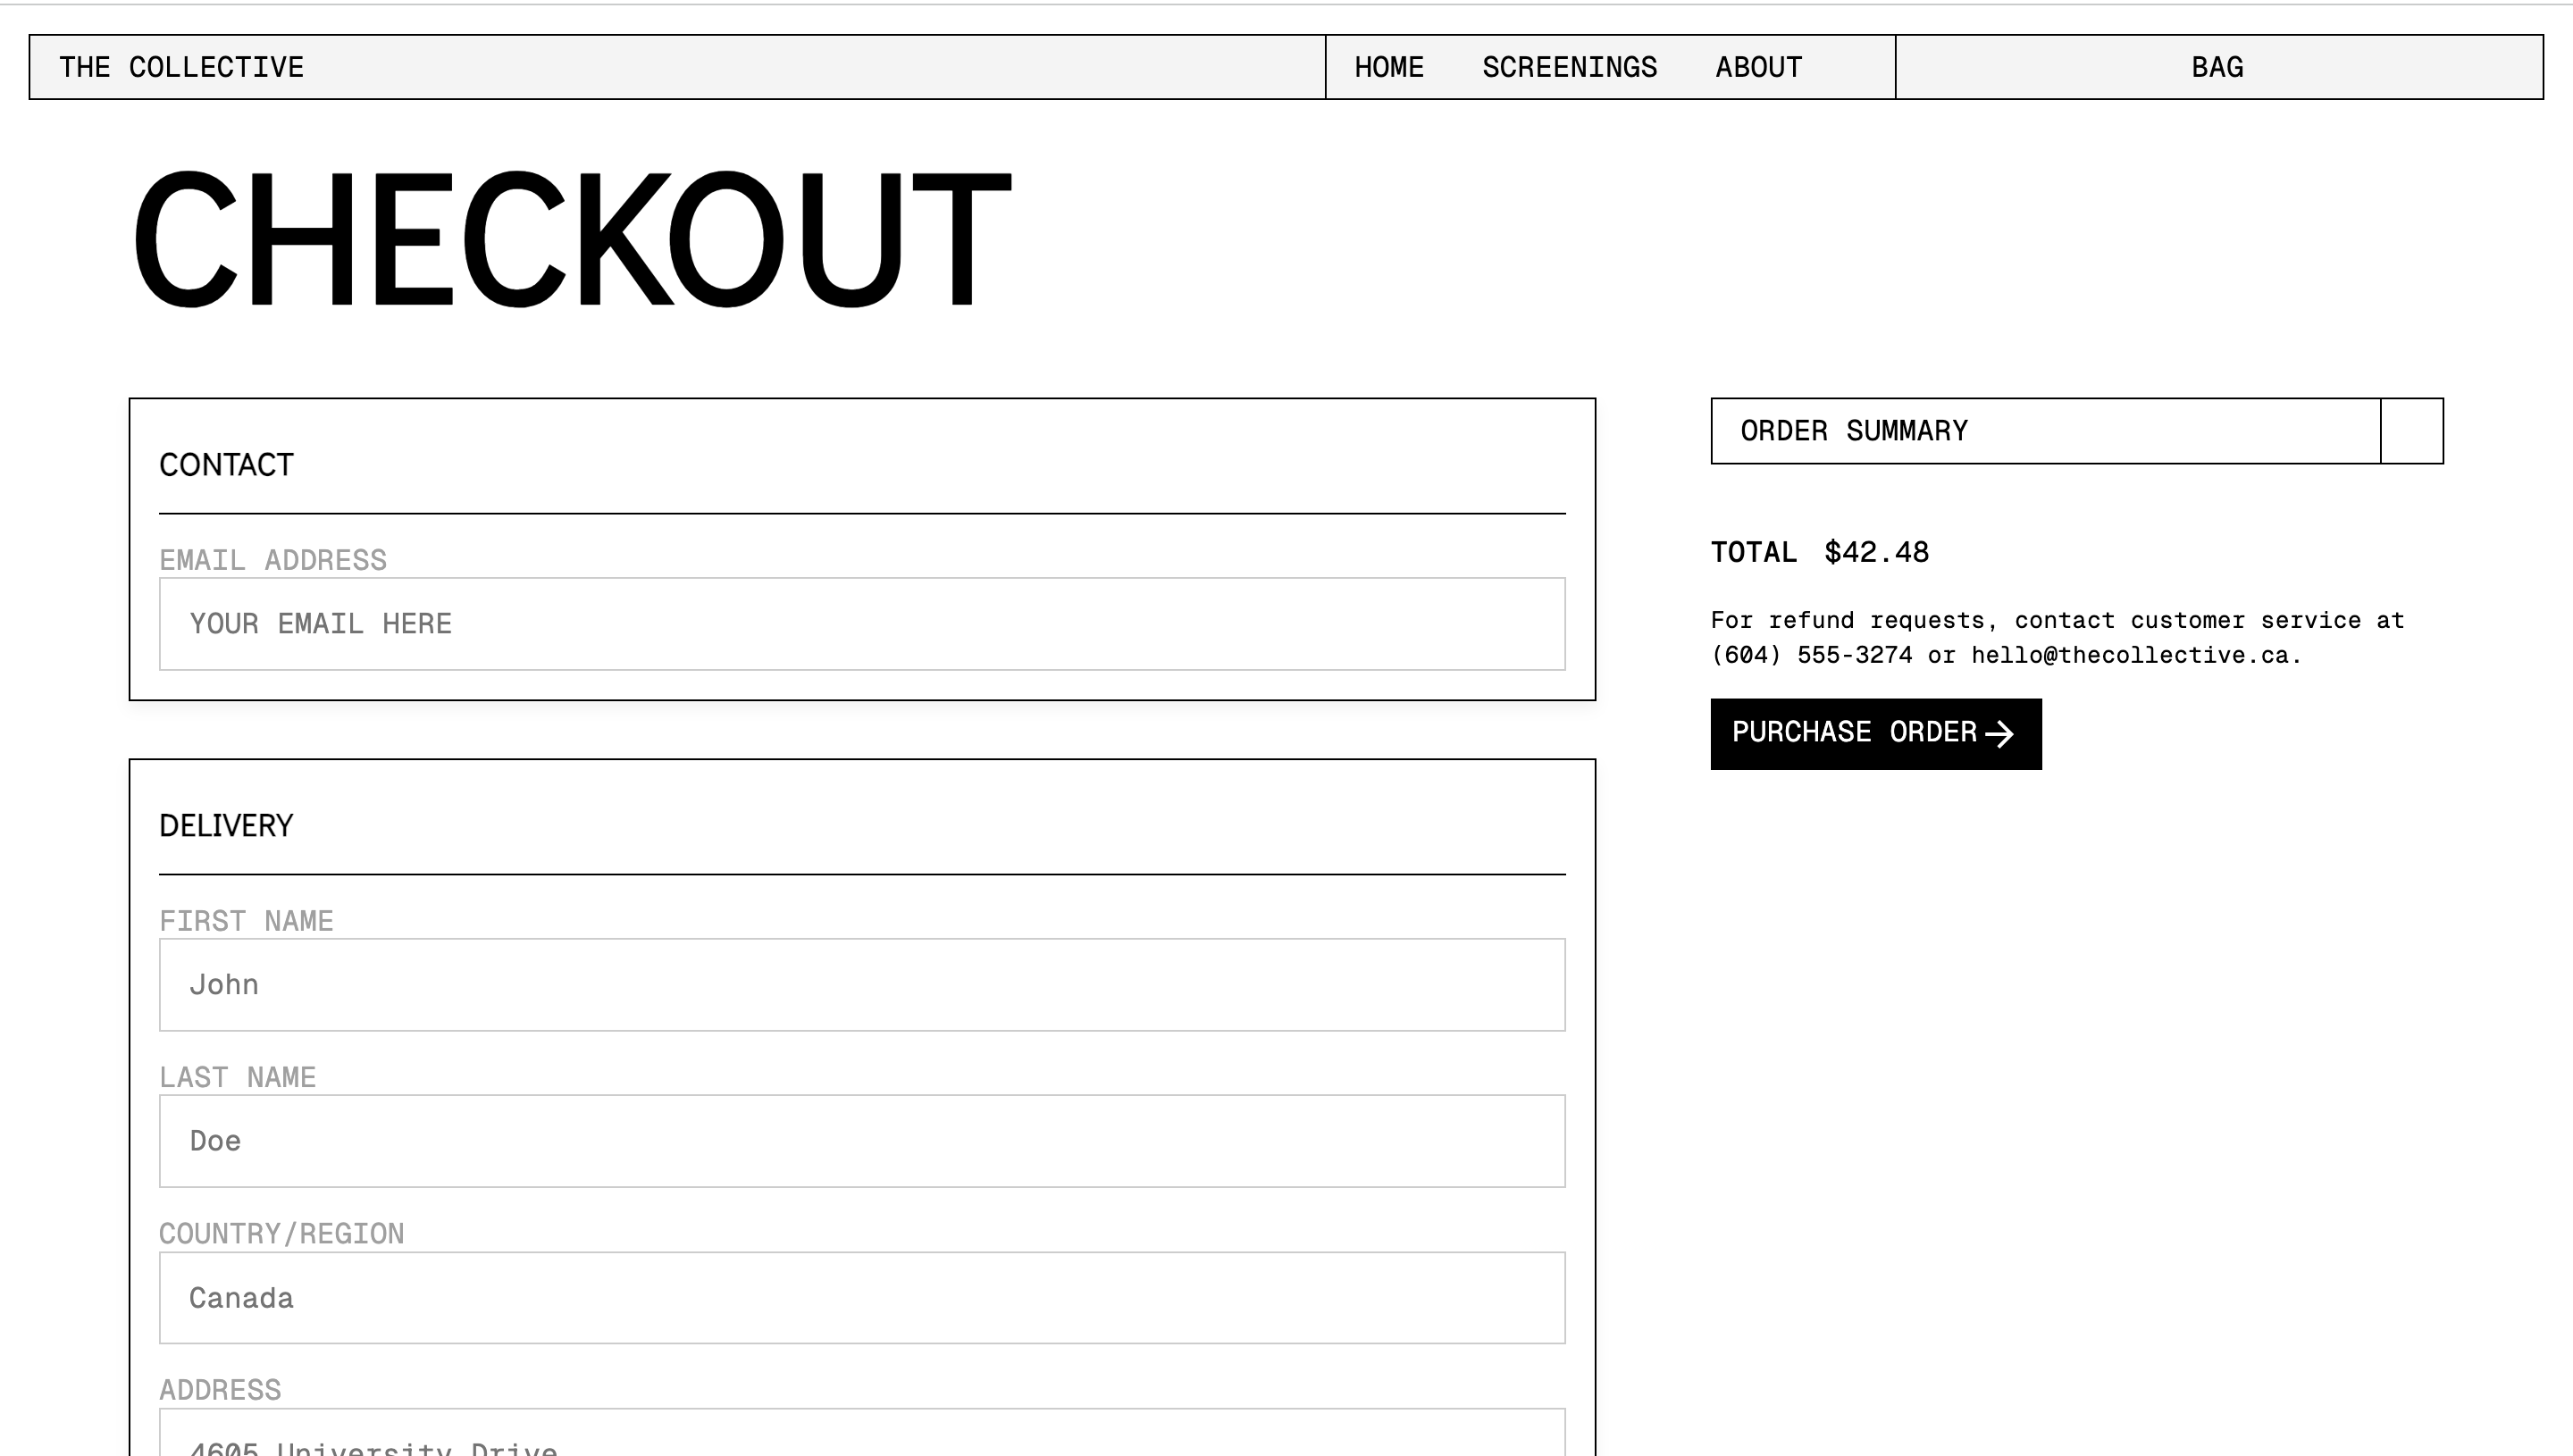 THE COLLECTIVE HOME SCREENINGS ABOUT BAG
CHECKOUT
CONTACT
EMAIL ADDRESS
YOUR EMAIL HERE
DELIVERY
FIRST NAME
John
LAST NAME
Doe
COUNTRY/REGION
Canada
ADDRESS
4605 University Drive
ORDER SUMMARY
TOTAL $42.48
For refund requests, contact customer service at
(604) 555-3274 or hello@thecollective.ca.
PURCHASE ORDER→